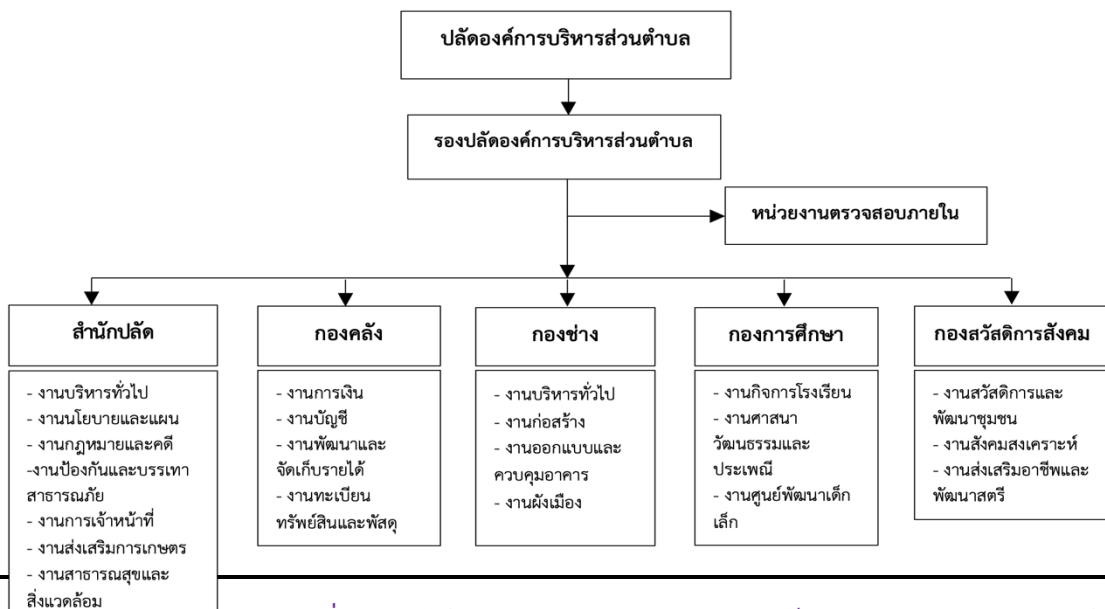 ปลัดองค์การบริหารส่วนตำบล
รองปลัดองค์การบริหารส่วนตำบล
หน่วยงานตรวจสอบภายใน
สำนักปลัด
- งานบริหารทั่วไป
- งานนโยบายและแผน
- งานกฎหมายและคดี
-งานป้องกันและบรรเทา
สาธารณภัย
- งานการเจ้าหน้าที่
- งานส่งเสริมการเกษตร
- งานสาธารณสุขและ
สิ่งแวดล้อม
กองคลัง
- งานการเงิน
- งานบัญชี
- งานพัฒนาและ
จัดเก็บรายได้
- งานทะเบียน
ทรัพย์สินและพัสดุ
กองช่าง
- งานบริหารทั่วไป
- งานก่อสร้าง
- งานออกแบบและ
ควบคุมอาคาร
- งานผังเมือง
กองการศึกษา
- งานกิจการโรงเรียน
- งานศาสนา
วัฒนธรรมและ
ประเพณี
- งานศูนย์พัฒนาเด็ก
เล็ก
กองสวัสดิการสังคม
- งานสวัสดิการและ
พัฒนาชุมชน
- งานสังคมสงเคราะห์
- งานส่งเสริมอาชีพและ
พัฒนาสตรี